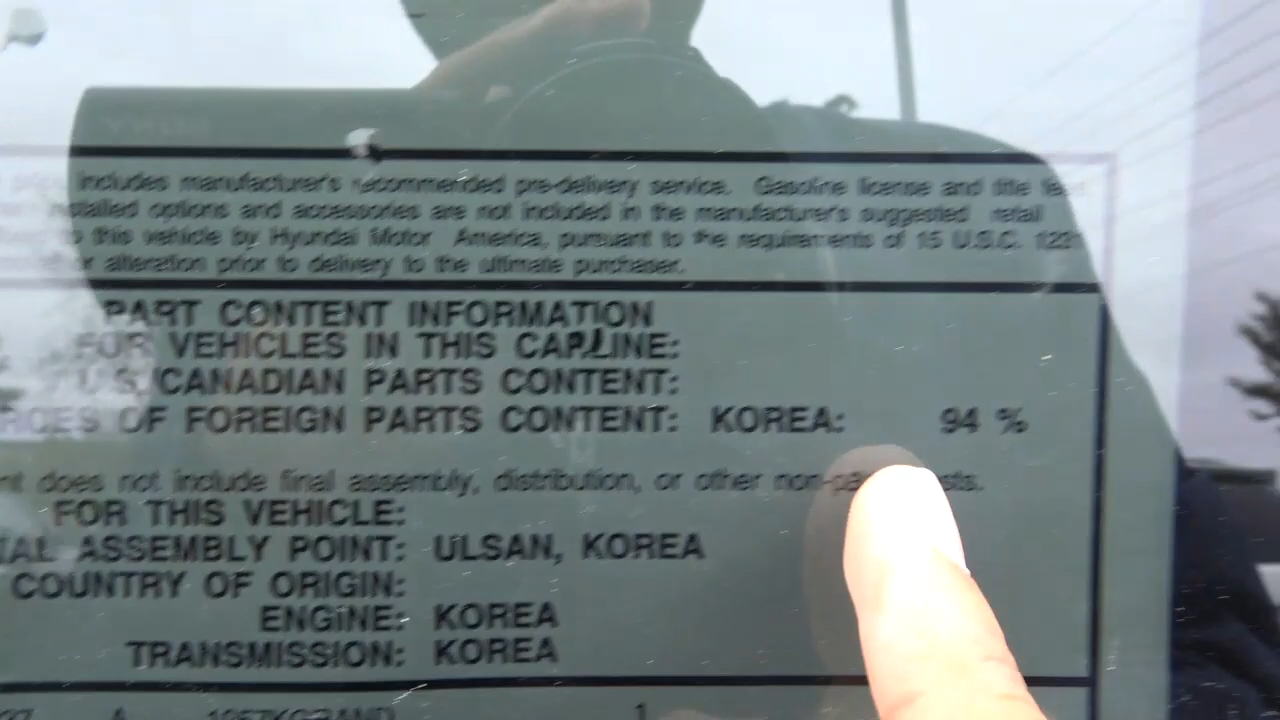 includes manufacturer's recommended pre-delivery service. Gasoline license and title
installed options and accessories are not included in the manufacturer's suggested retail
this vehicle by Hyundai Motor America, pursuant to the requirements of 15 U.S.C.
alteration prior to delivery to the ultimate purchaser.
PART CONTENT INFORMATION
FOR VEHICLES IN THIS CARLINE:
U.S./CANADIAN PARTS CONTENT:
OF FOREIGN PARTS CONTENT: KOREA: 94 %
does not include final assembly, distribution, or other
FOR THIS VEHICLE:
ASSEMBLY POINT: ULSAN, KOREA
COUNTRY OF ORIGIN:
ENGINE: KOREA
TRANSMISSION: KOREA